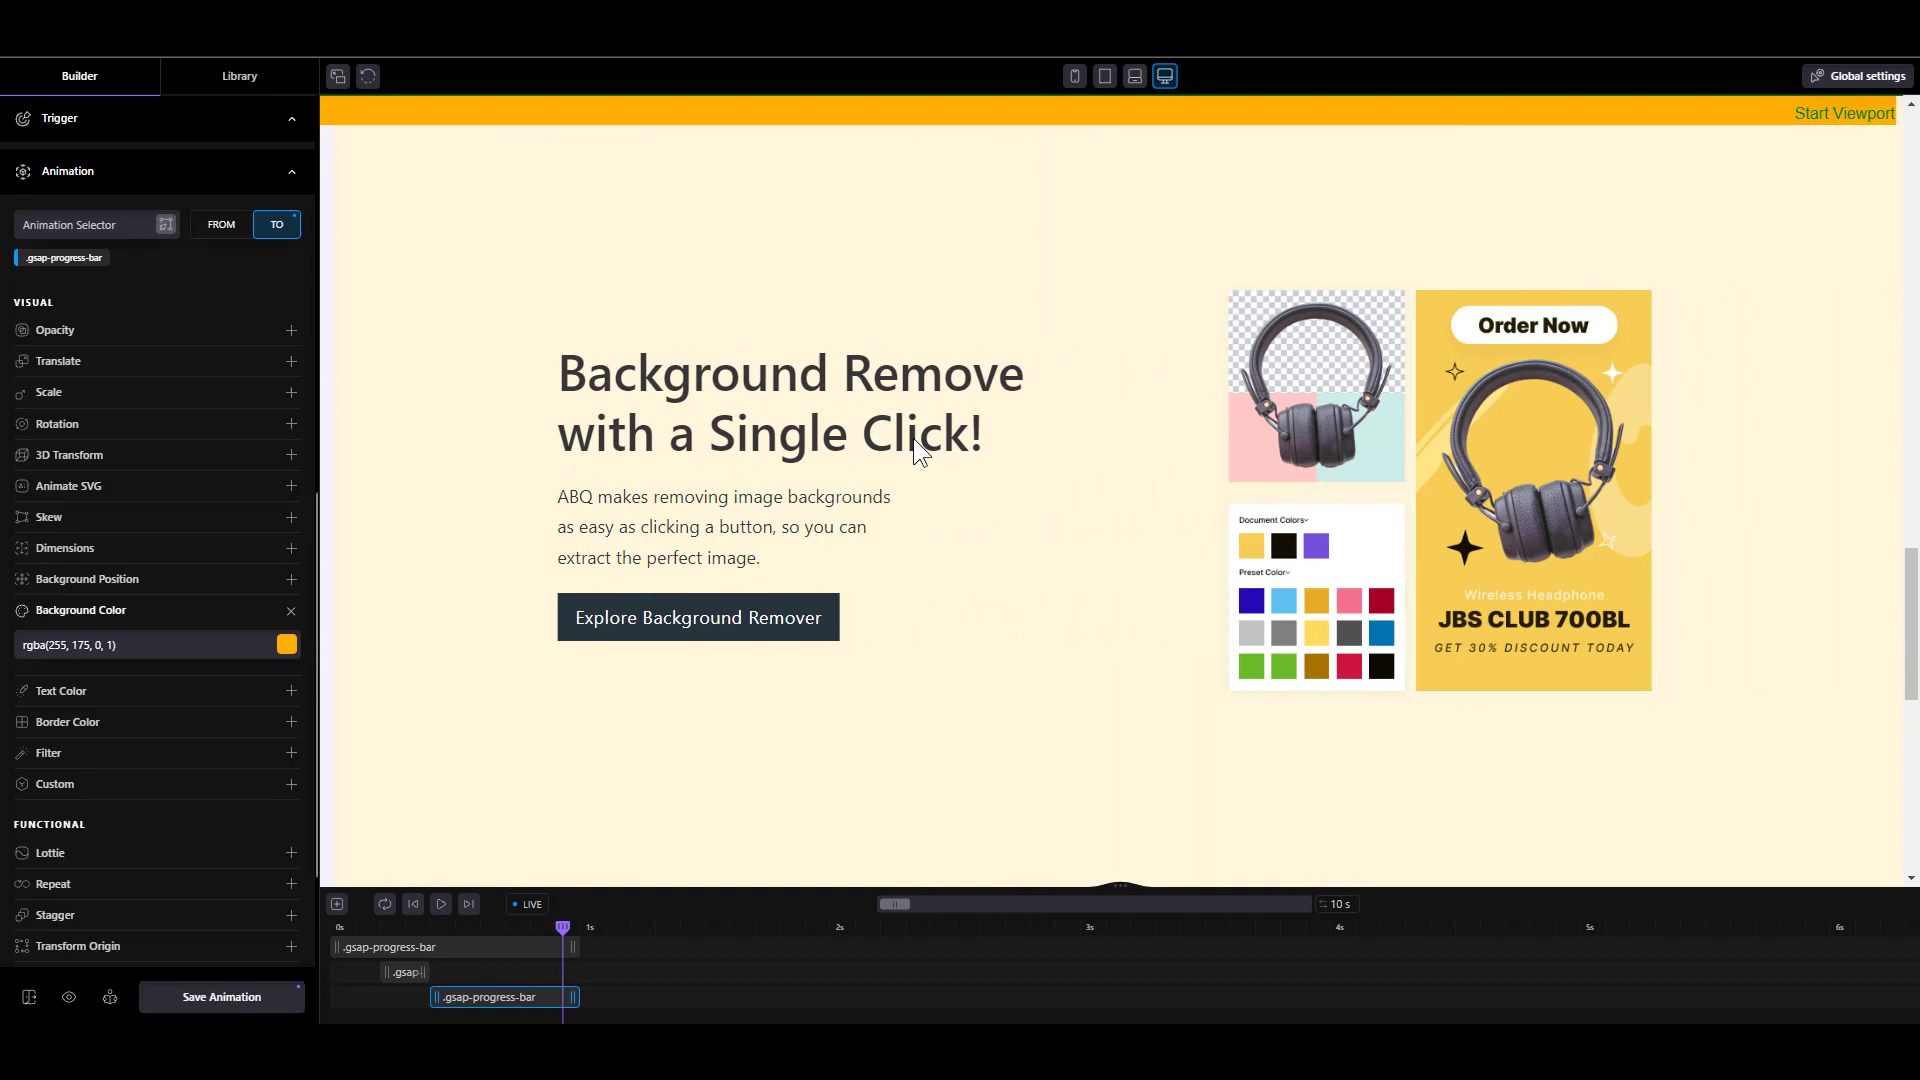 Builder
Library
Global settings
Trigger
Animation
Animation Selector
FROM
TO
.gsap-progress-bar
VISUAL
Opacity
Translate
Scale
Rotation
3D Transform
Animate SVG
Skew
Dimensions
Background Position
Background Color
rgba(255, 175, 0, 1)
Text Color
Border Color
Filter
Custom
FUNCTIONAL
Lottie
Repeat
Stagger
Transform Origin
Save Animation
Start Viewport
Background Remove
with a Single Click!
ABQ makes removing image backgrounds
as easy as clicking a button, so you can
extract the perfect image.
Explore Background Remover
Document Colors
Preset Color
Order Now
Wireless Headphone
JBS CLUB 700BL
GET 30% DISCOUNT TODAY
LIVE
10 s
0s
1s
2s
3s
4s
5s
6s
.gsap-progress-bar
.gsap
.gsap-progress-bar